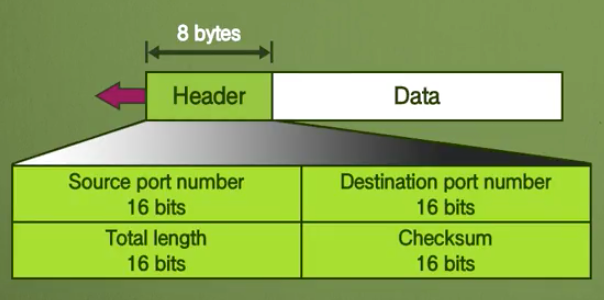 8 bytes
Header
Data
Source port number
16 bits
Destination port number
16 bits
Total length
16 bits
Checksum
16 bits